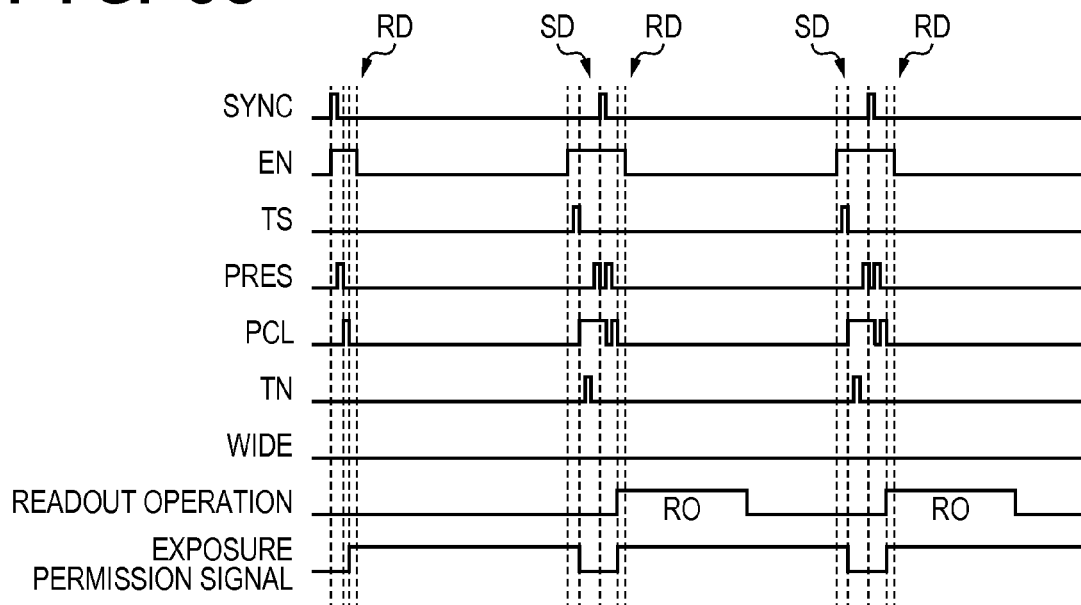 RD SD RD SD RD
SYNC
EN
TS
PRES
PCL
TN
WIDE
READOUT OPERATION
RO RO
EXPOSURE
PERMISSION SIGNAL